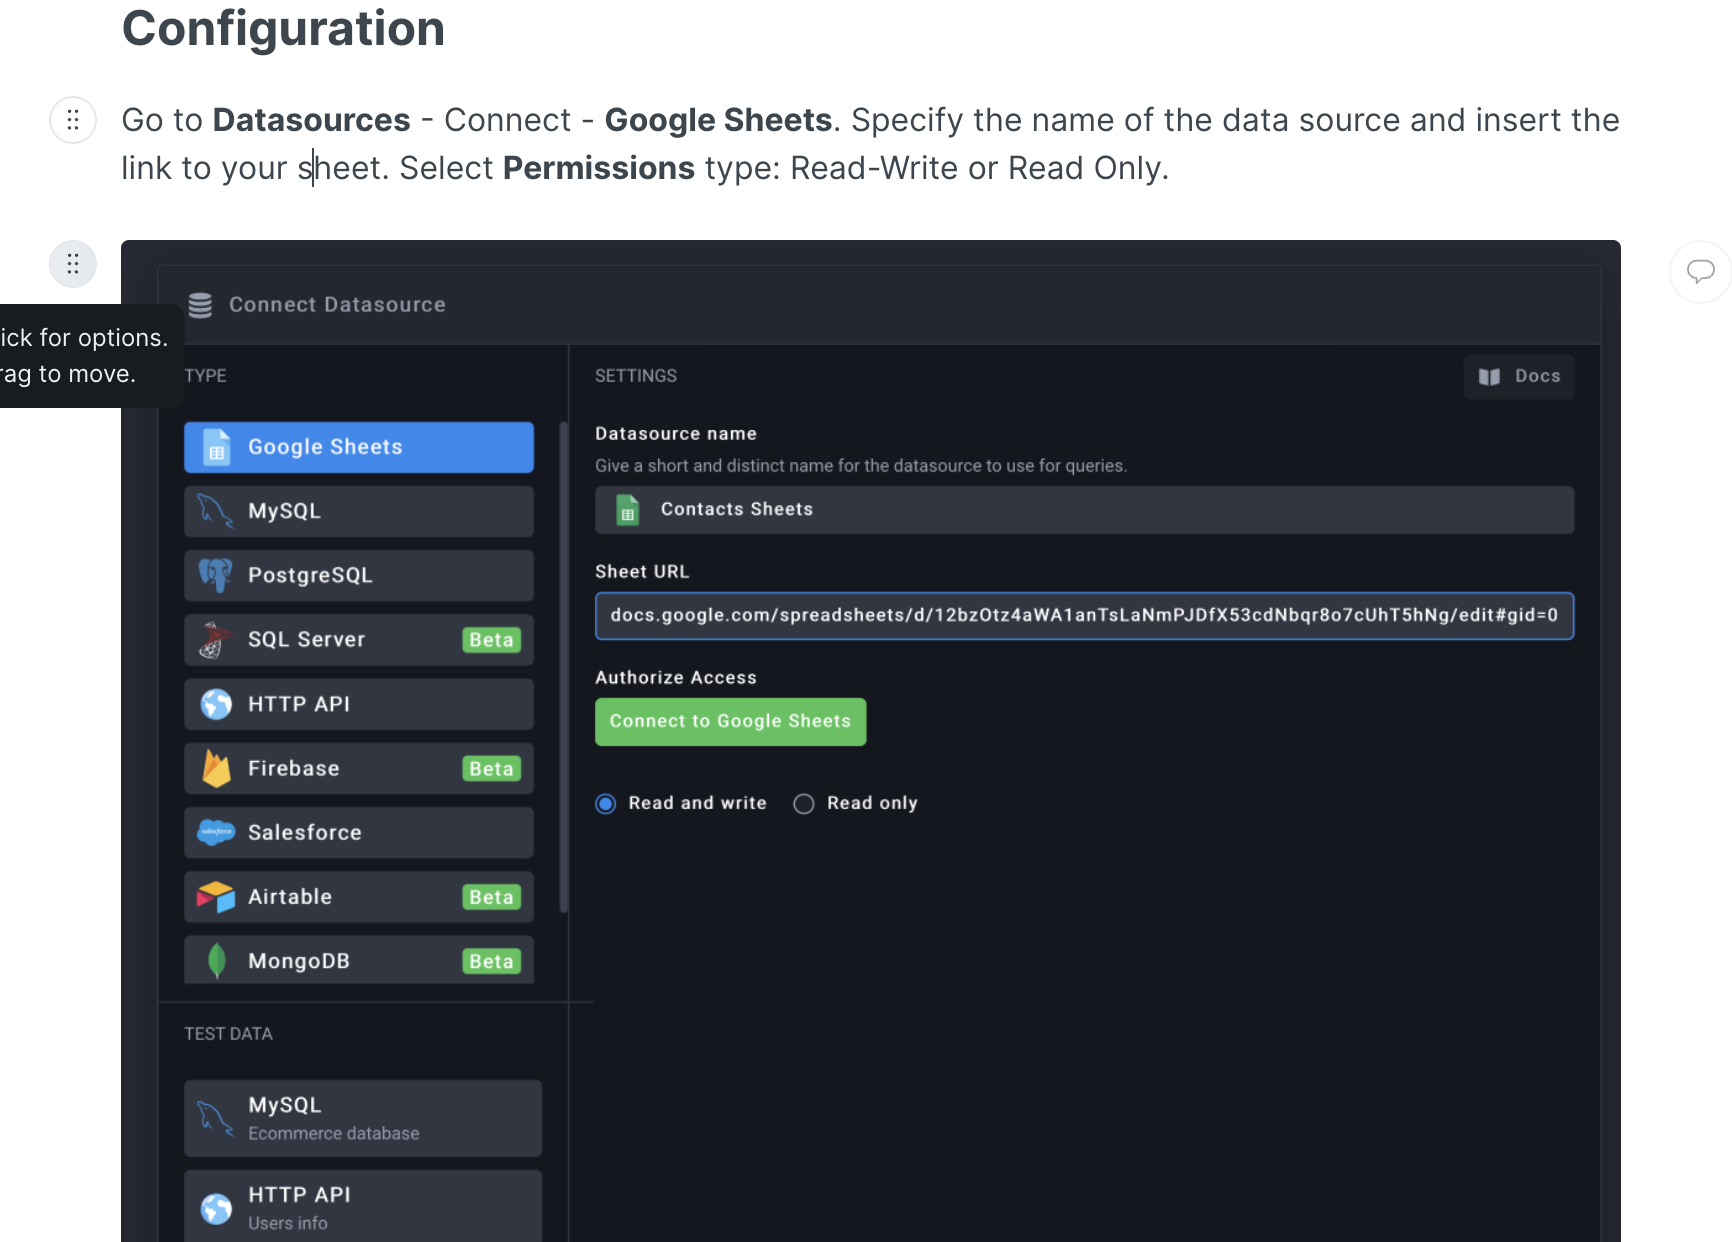 Configuration
Go to Datasources - Connect - Google Sheets. Specify the name of the data source and insert the
link to your sheet. Select Permissions type: Read-Write or Read Only.
Connect Datasource
ick for options.
rag to move.
TYPE
Google Sheets
MySQL
PostgreSQL
SQL Server Beta
HTTP API
Firebase Beta
salesforce Salesforce
Airtable Beta
MongoDB Beta
TEST DATA
MySQL
Ecommerce database
HTTP API
Users info
SETTINGS
Docs
Datasource name
Give a short and distinct name for the datasource to use for queries.
Contacts Sheets
Sheet URL
docs.google.com/spreadsheets/d/12bzOtz4aWA1anTsLaNmPJDfX53cdNbqr8o7cUhT5hNg/edit#gid=0
Authorize Access
Connect to Google Sheets
Read and write Read only